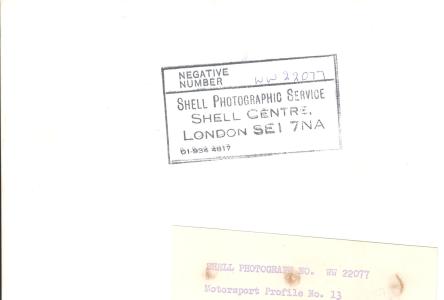 NEGATIVE
NUMBER WW 22077
SHELL PHOTOGRAPHIC SERVICE
SHELL CENTRE,
LONDON SE1 7NA
01-934 4817
SHELL PHOTOGRAPH NO. WW 22077
Motorsport Profile No. 13